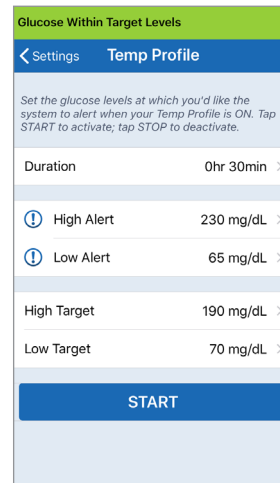 Glucose Within Target Levels
Settings Temp Profile
Set the glucose levels at which you'd like the
system to alert when your Temp Profile is ON. Tap
START to activate; tap STOP to deactivate.
Duration 0hr 30min
High Alert 230 mg/dL
Low Alert 65 mg/dL
High Target 190 mg/dL
Low Target 70 mg/dL
START